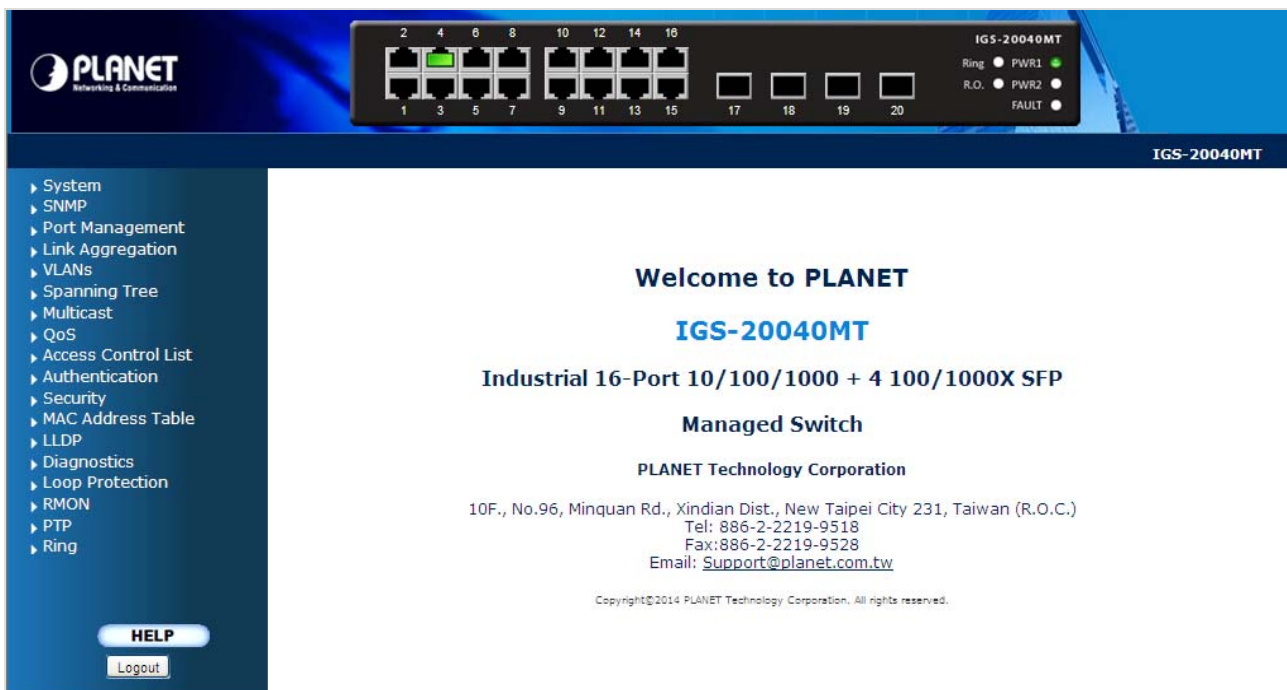 PLANET
Networking & Communication
2 4 6 8 10 12 14 16
1 3 5 7 9 11 13 15 17 18 19 20
IGS-20040MT
Ring PWR1
R.O. PWR2
FAULT
IGS-20040MT
System
SNMP
Port Management
Link Aggregation
VLANs
Spanning Tree
Multicast
QoS
Access Control List
Authentication
Security
MAC Address Table
LLDP
Diagnostics
Loop Protection
RMON
PTP
Ring
HELP
Logout
Welcome to PLANET
IGS-20040MT
Industrial 16-Port 10/100/1000 + 4 100/1000X SFP
Managed Switch
PLANET Technology Corporation
10F., No.96, Minquan Rd., Xindian Dist., New Taipei City 231, Taiwan (R.O.C.)
Tel: 886-2-2219-9518
Fax:886-2-2219-9528
Email: Support@planet.com.tw
Copyright©2014 PLANET Technology Corporation. All rights reserved.